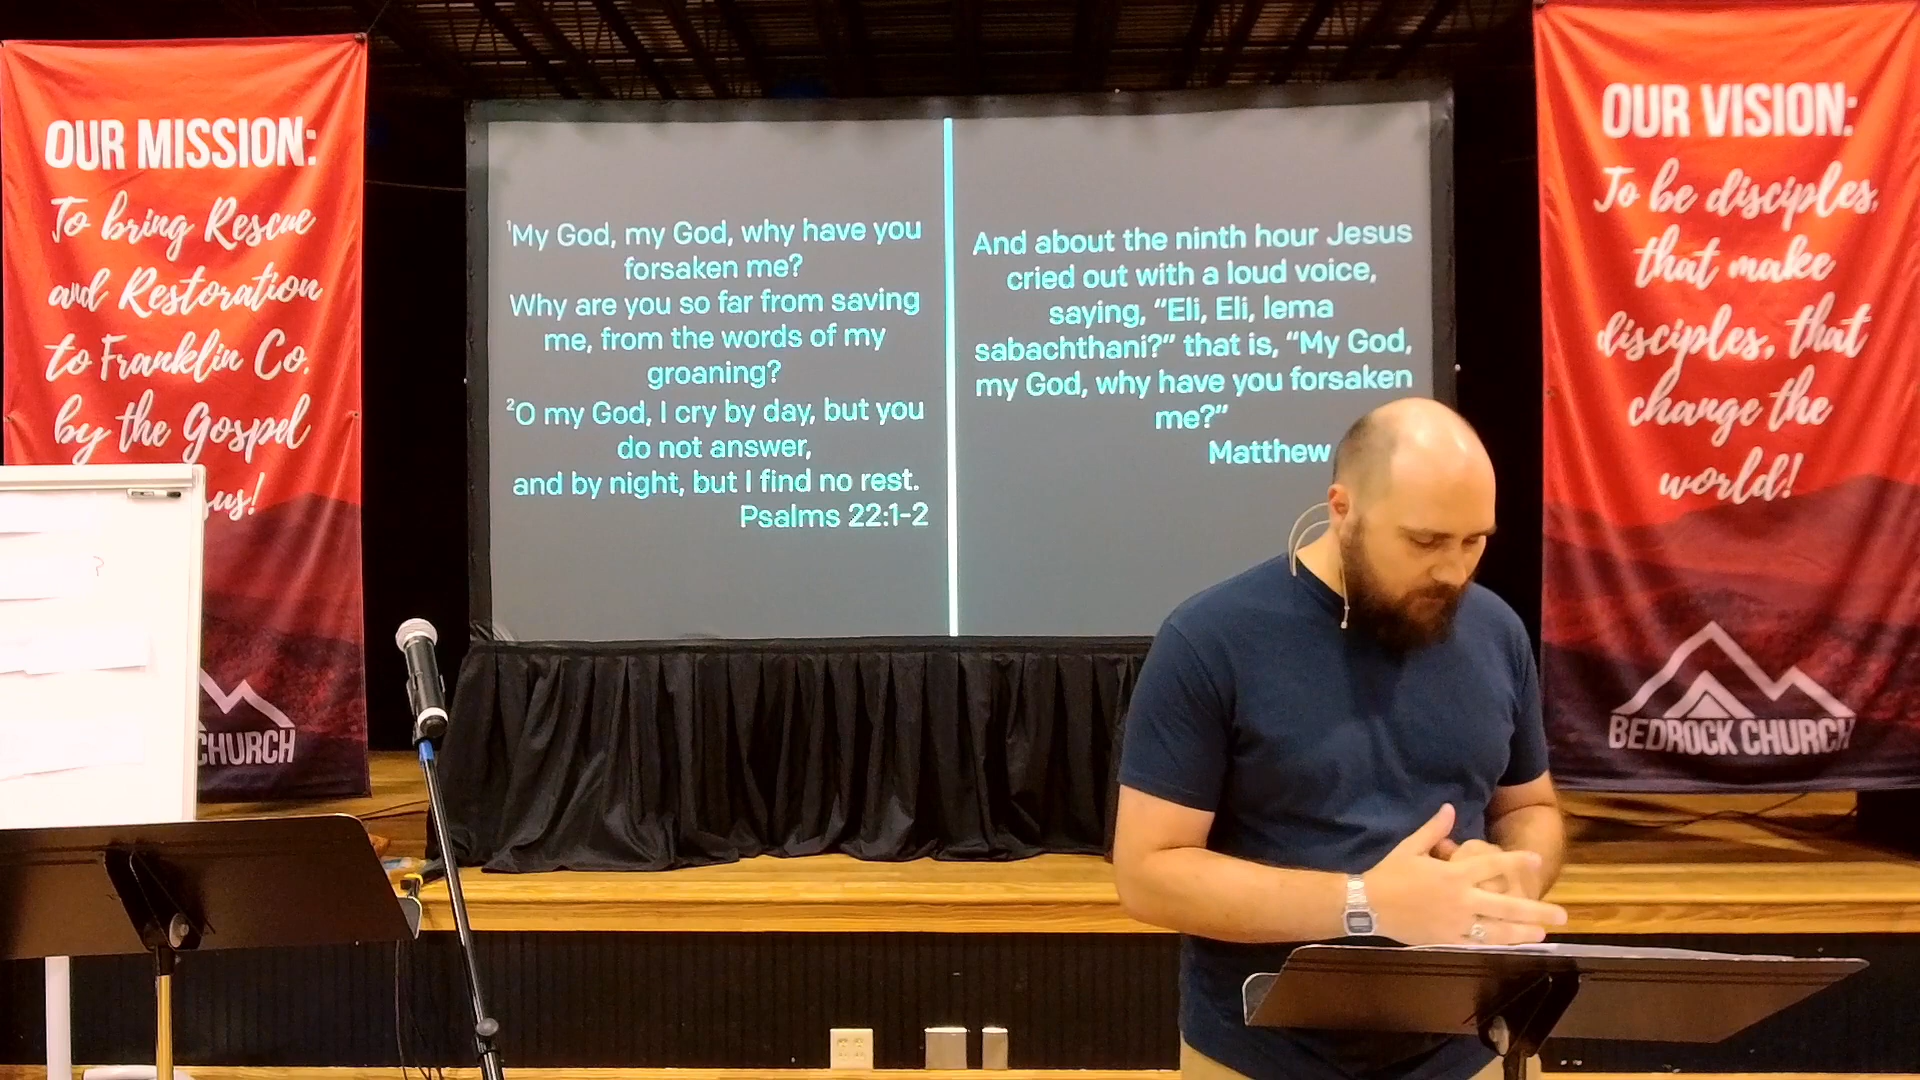 OUR MISSION:
To bring Rescue
and Restoration
to Franklin Co.
by the Gospel
sus!
CHURCH
?
¹My God, my God, why have you
forsaken me?
Why are you so far from saving
me, from the words of my
groaning?
²O my God, I cry by day, but you
do not answer,
and by night, but I find no rest.
Psalms 22:1-2
And about the ninth hour Jesus
cried out with a loud voice,
saying, “Eli, Eli, lema
sabachthani?” that is, “My God,
my God, why have you forsaken
me?”
Matthew
OUR VISION:
To be disciples,
that make
disciples, that
change the
world!
BEDROCK CHURCH